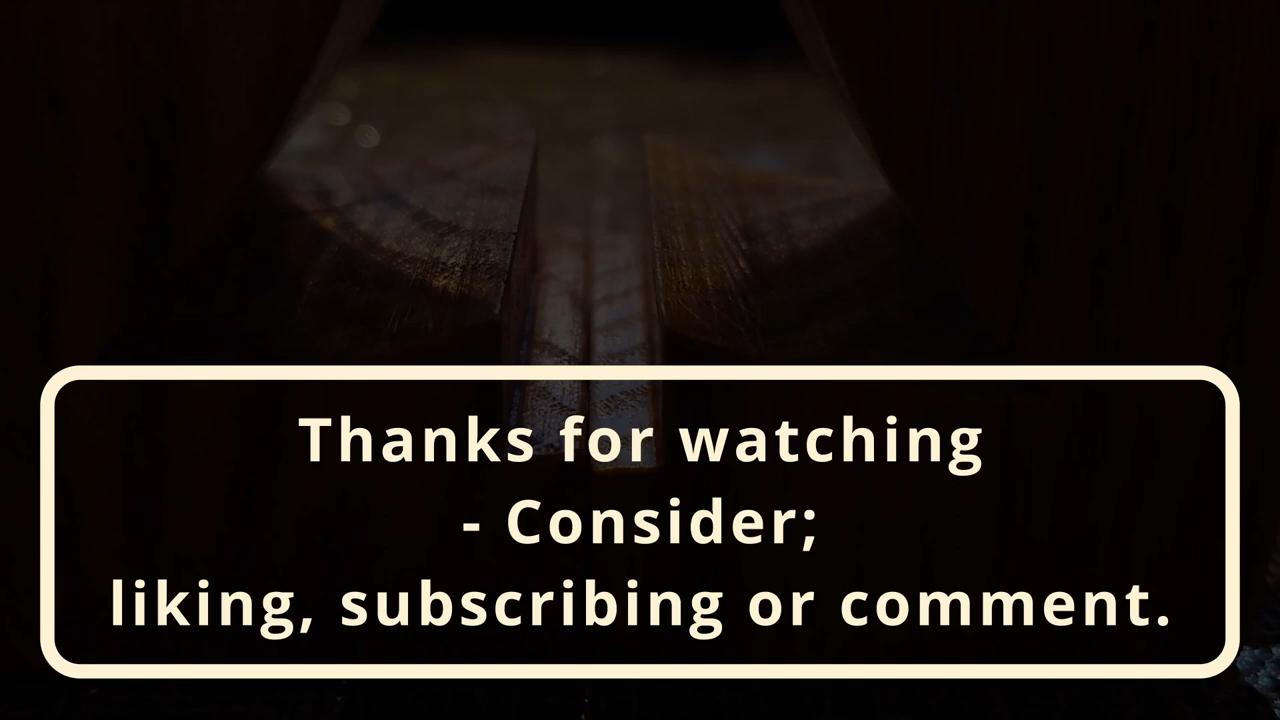 Thanks for watching
- Consider;
liking, subscribing or comment.